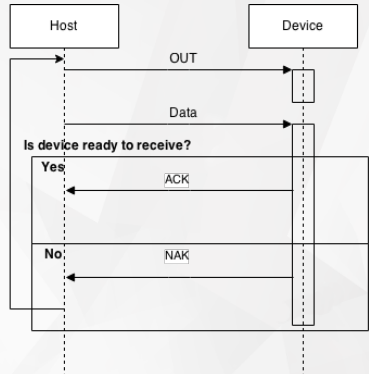 Host
Device
OUT
Data
Is device ready to receive?
Yes
ACK
No
NAK